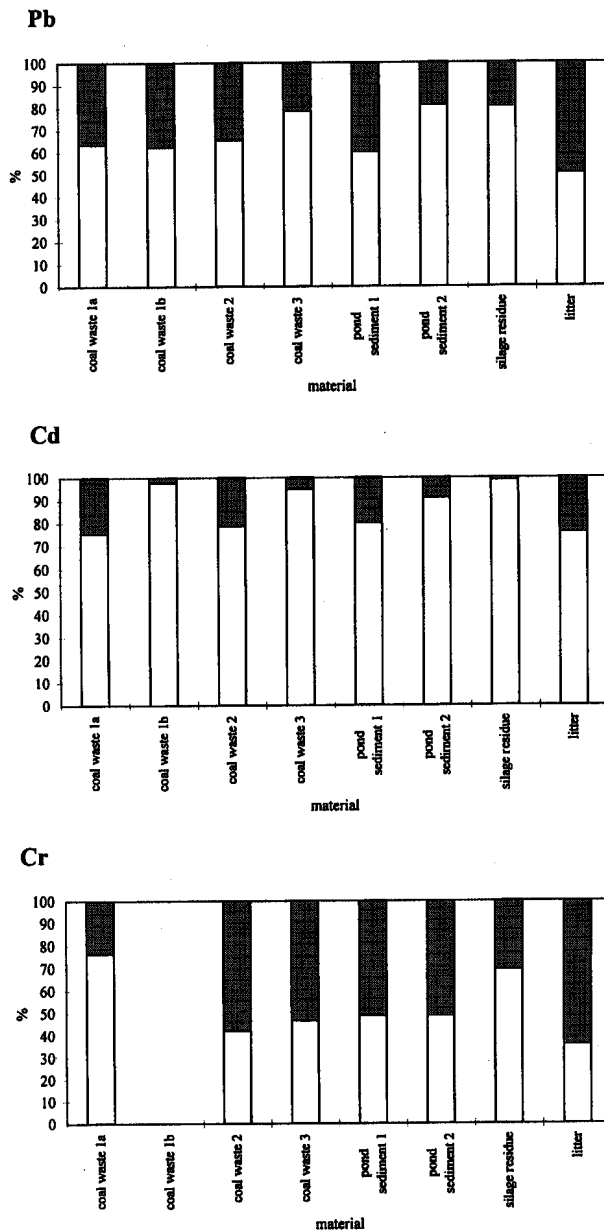 Pb
100
90
80
70
60
50
40
30
20
10
0
%
coal waste 1a
coal waste 1b
coal waste 2
coal waste 3
pond
sediment 1
pond
sediment 2
silage residue
litter
material
Cd
100
90
80
70
60
50
40
30
20
10
0
%
coal waste 1a
coal waste 1b
coal waste 2
coal waste 3
pond
sediment 1
pond
sediment 2
silage residue
litter
material
Cr
100
90
80
70
60
50
40
30
20
10
0
%
coal waste 1a
coal waste 1b
coal waste 2
coal waste 3
pond
sediment 1
pond
sediment 2
silage residue
litter
material